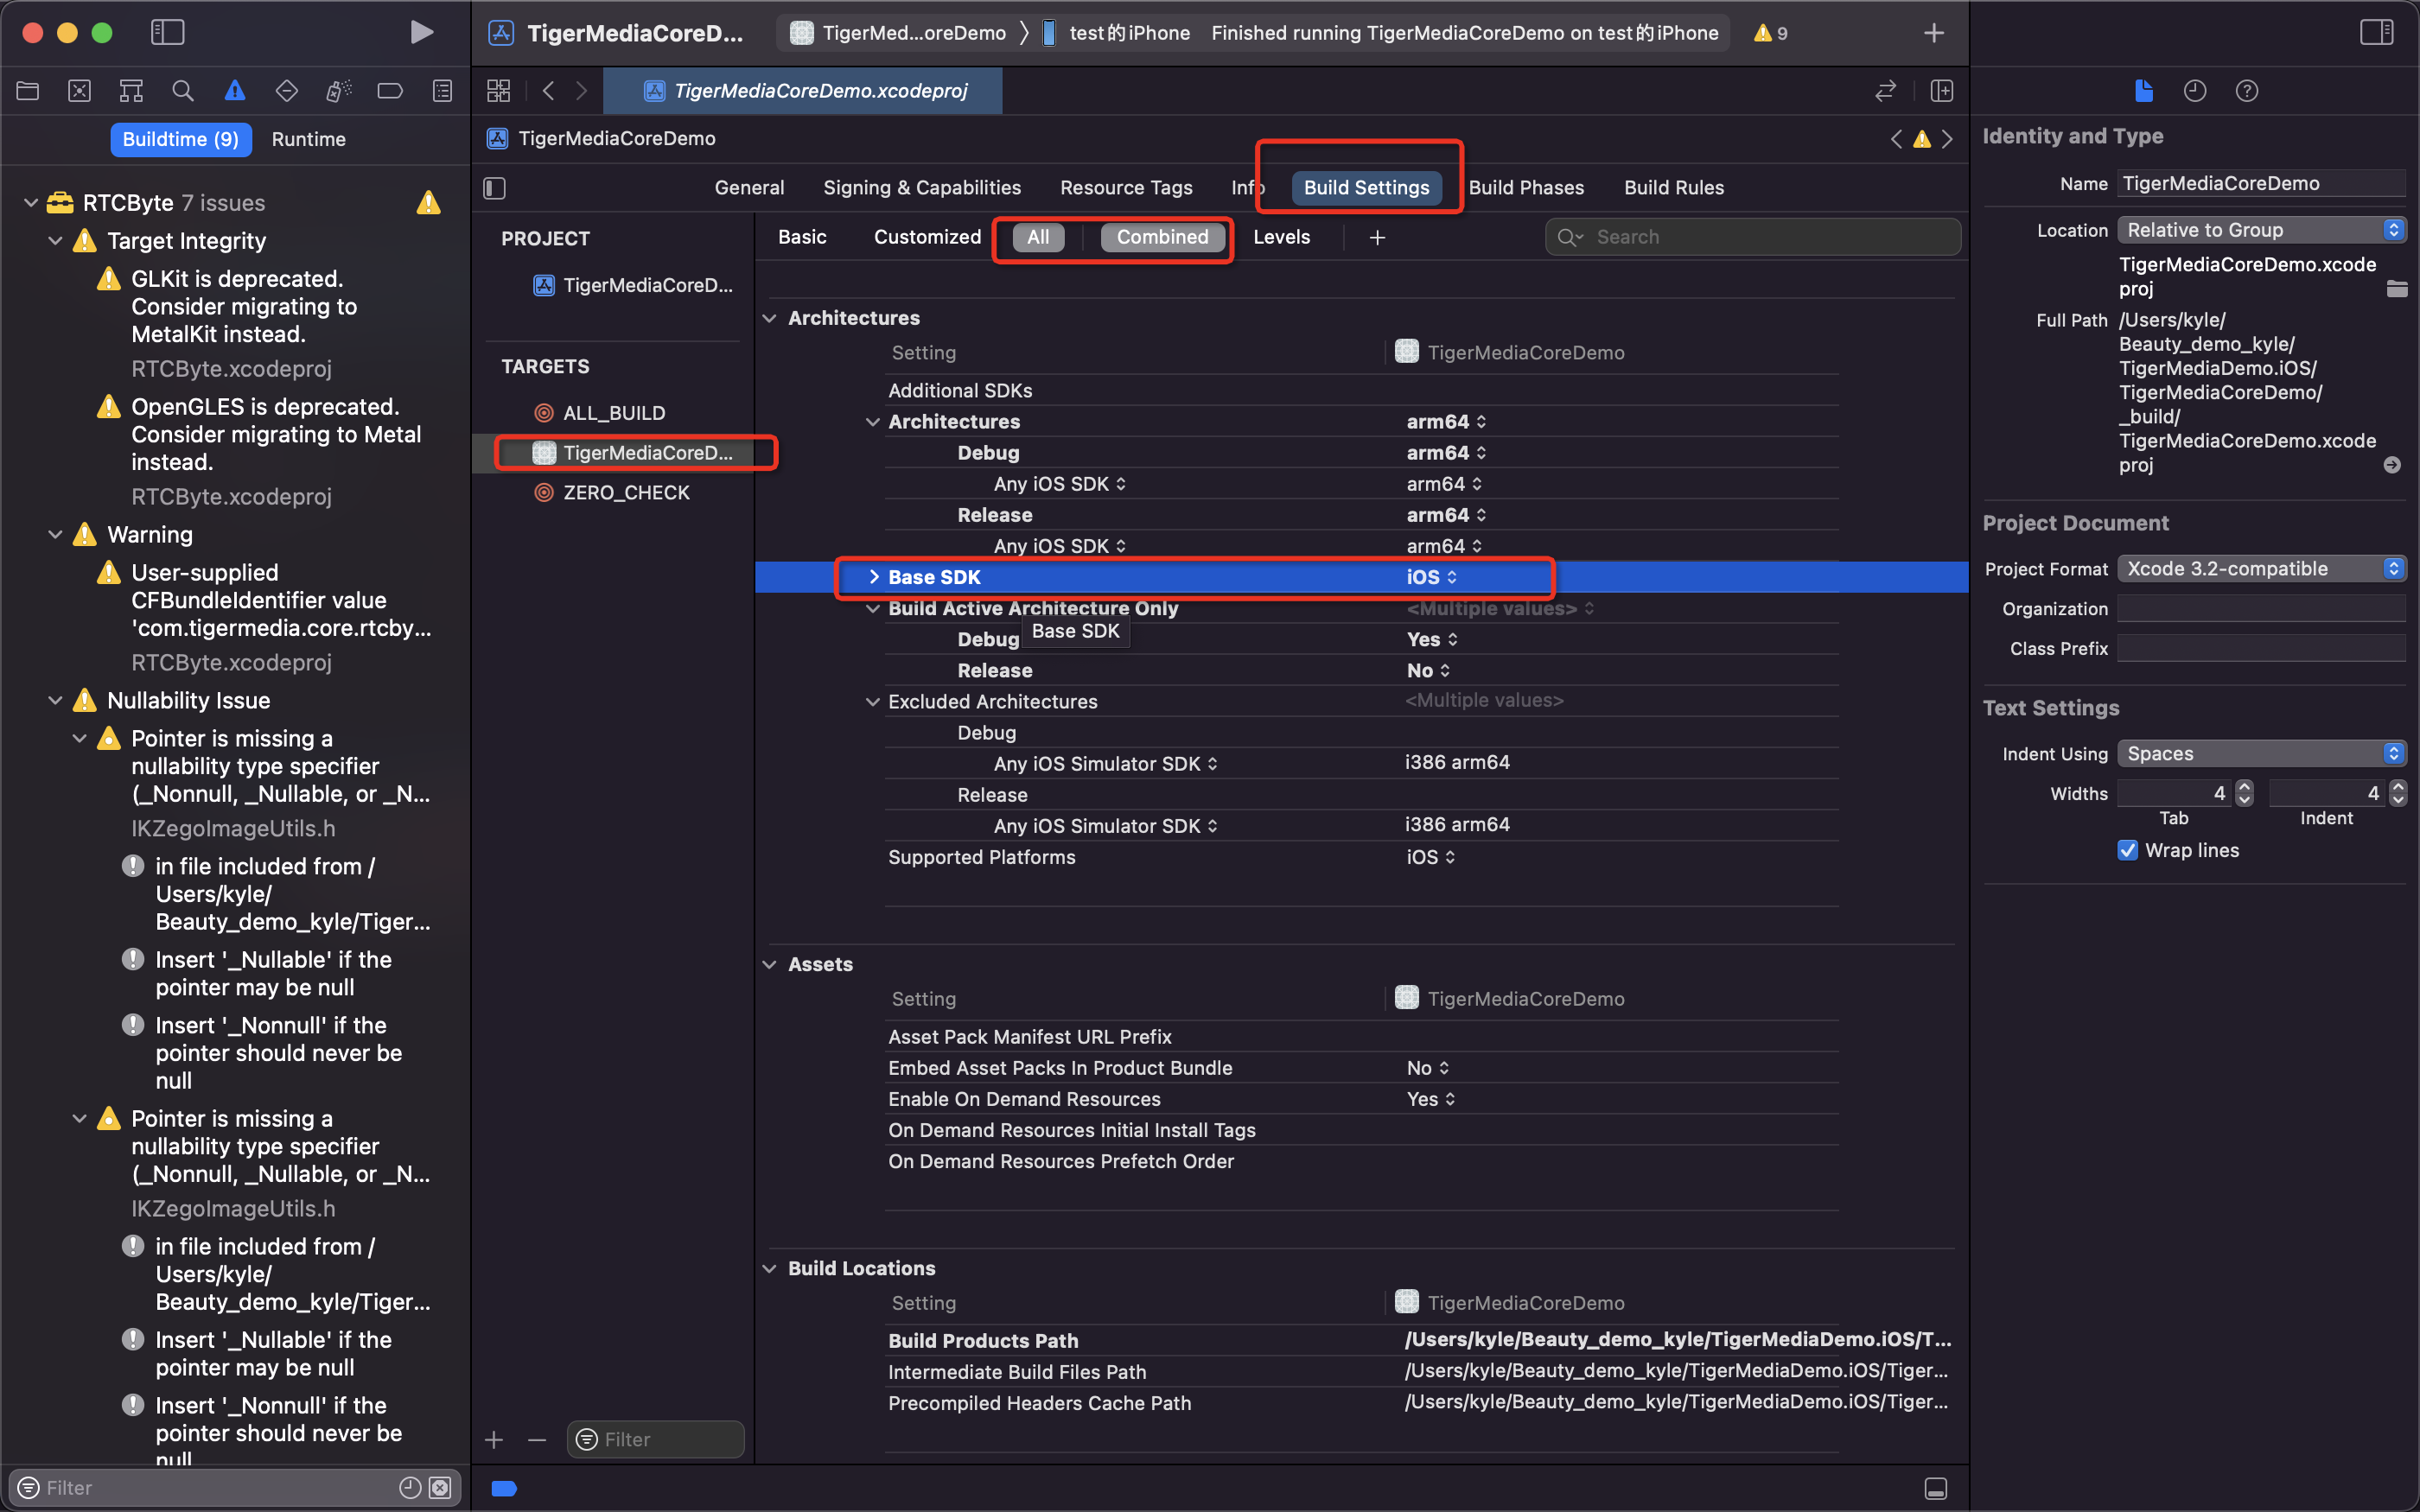 TigerMediaCoreD...
TigerMed...oreDemo
test的iPhone
Finished running TigerMediaCoreDemo on test的iPhone
9
TigerMediaCoreDemo.xcodeproj
Buildtime (9)
Runtime
RTCByte 7 issues
Target Integrity
GLKit is deprecated.
Consider migrating to
MetalKit instead.
RTCByte.xcodeproj
OpenGLES is deprecated.
Consider migrating to Metal
instead.
RTCByte.xcodeproj
Warning
User-supplied
CFBundleIdentifier value
'com.tigermedia.core.rtcby...
RTCByte.xcodeproj
Nullability Issue
Pointer is missing a
nullability type specifier
(_Nonnull, _Nullable, or _N...
IKZegoImageUtils.h
in file included from /
Users/kyle/
Beauty_demo_kyle/Tiger...
Insert '_Nullable' if the
pointer may be null
Insert '_Nonnull' if the
pointer should never be
null
Pointer is missing a
nullability type specifier
(_Nonnull, _Nullable, or _N...
IKZegoImageUtils.h
in file included from /
Users/kyle/
Beauty_demo_kyle/Tiger...
Insert '_Nullable' if the
pointer may be null
Insert '_Nonnull' if the
pointer should never be
null
Filter
TigerMediaCoreDemo
General
Signing & Capabilities
Resource Tags
Info
Build Settings
Build Phases
Build Rules
PROJECT
TigerMediaCoreD...
TARGETS
ALL_BUILD
TigerMediaCoreD...
ZERO_CHECK
Filter
Basic
Customized
All
Combined
Levels
Search
Architectures
Setting
TigerMediaCoreDemo
Additional SDKs
Architectures
arm64
Debug
arm64
Any iOS SDK
arm64
Release
arm64
Any iOS SDK
arm64
Base SDK
iOS
Build Active Architecture Only
<Multiple values>
Base SDK
Debug
Yes
Release
No
Excluded Architectures
<Multiple values>
Debug
Any iOS Simulator SDK
i386 arm64
Release
Any iOS Simulator SDK
i386 arm64
Supported Platforms
iOS
Assets
Setting
TigerMediaCoreDemo
Asset Pack Manifest URL Prefix
Embed Asset Packs In Product Bundle
No
Enable On Demand Resources
Yes
On Demand Resources Initial Install Tags
On Demand Resources Prefetch Order
Build Locations
Setting
TigerMediaCoreDemo
Build Products Path
/Users/kyle/Beauty_demo_kyle/TigerMediaDemo.iOS/T...
Intermediate Build Files Path
/Users/kyle/Beauty_demo_kyle/TigerMediaDemo.iOS/Tiger...
Precompiled Headers Cache Path
/Users/kyle/Beauty_demo_kyle/TigerMediaDemo.iOS/Tiger...
Identity and Type
Name
TigerMediaCoreDemo
Location
Relative to Group
TigerMediaCoreDemo.xcode
proj
Full Path
/Users/kyle/
Beauty_demo_kyle/
TigerMediaDemo.iOS/
TigerMediaCoreDemo/
_build/
TigerMediaCoreDemo.xcode
proj
Project Document
Project Format
Xcode 3.2-compatible
Organization
Class Prefix
Text Settings
Indent Using
Spaces
Widths
4
4
Tab
Indent
Wrap lines